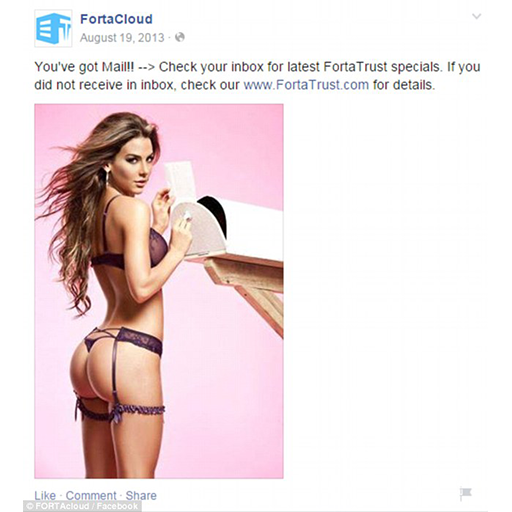 FortaCloud
August 19, 2013 ·
You've got Mail!! --> Check your inbox for latest FortaTrust specials. If you
did not receive in inbox, check our www.FortaTrust.com for details.
Like · Comment · Share
© FORTAcloud / Facebook